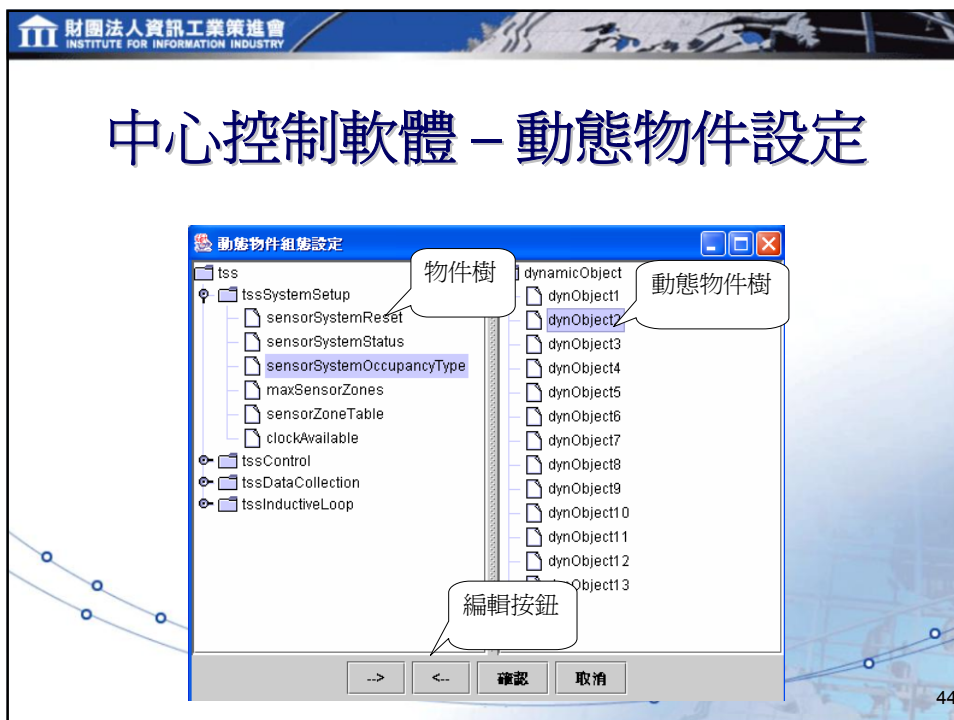 財團法人資訊工業策進會
INSTITUTE FOR INFORMATION INDUSTRY
中心控制軟體 – 動態物件設定
動態物件組態設定
tss
tssSystemSetup
sensorSystemReset
sensorSystemStatus
sensorSystemOccupancyType
maxSensorZones
sensorZoneTable
clockAvailable
tssControl
tssDataCollection
tssInductiveLoop
物件樹
dynamicObject
dynObject1
dynObject2
dynObject3
dynObject4
dynObject5
dynObject6
dynObject7
dynObject8
dynObject9
dynObject10
dynObject11
dynObject12
dynObject13
動態物件樹
編輯按鈕
--> <-- 確認 取消
44